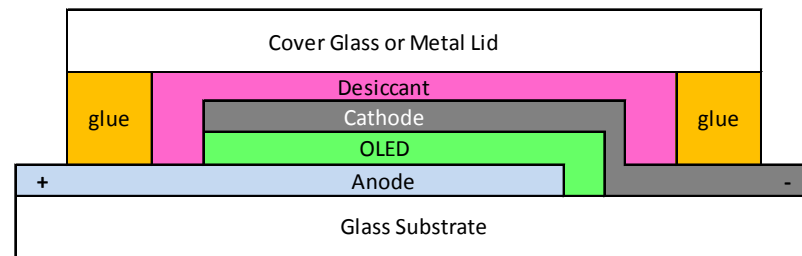 Cover Glass or Metal Lid
Desiccant
glue
Cathode
glue
OLED
+
Anode
-
Glass Substrate